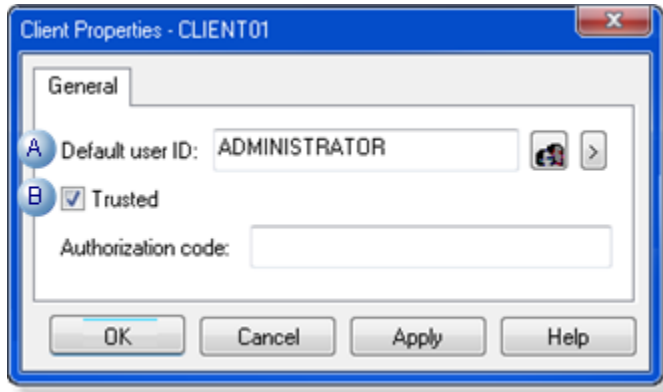 Client Properties - CLIENT01
General
A Default user ID: ADMINISTRATOR >
B Trusted
Authorization code:
OK Cancel Apply Help